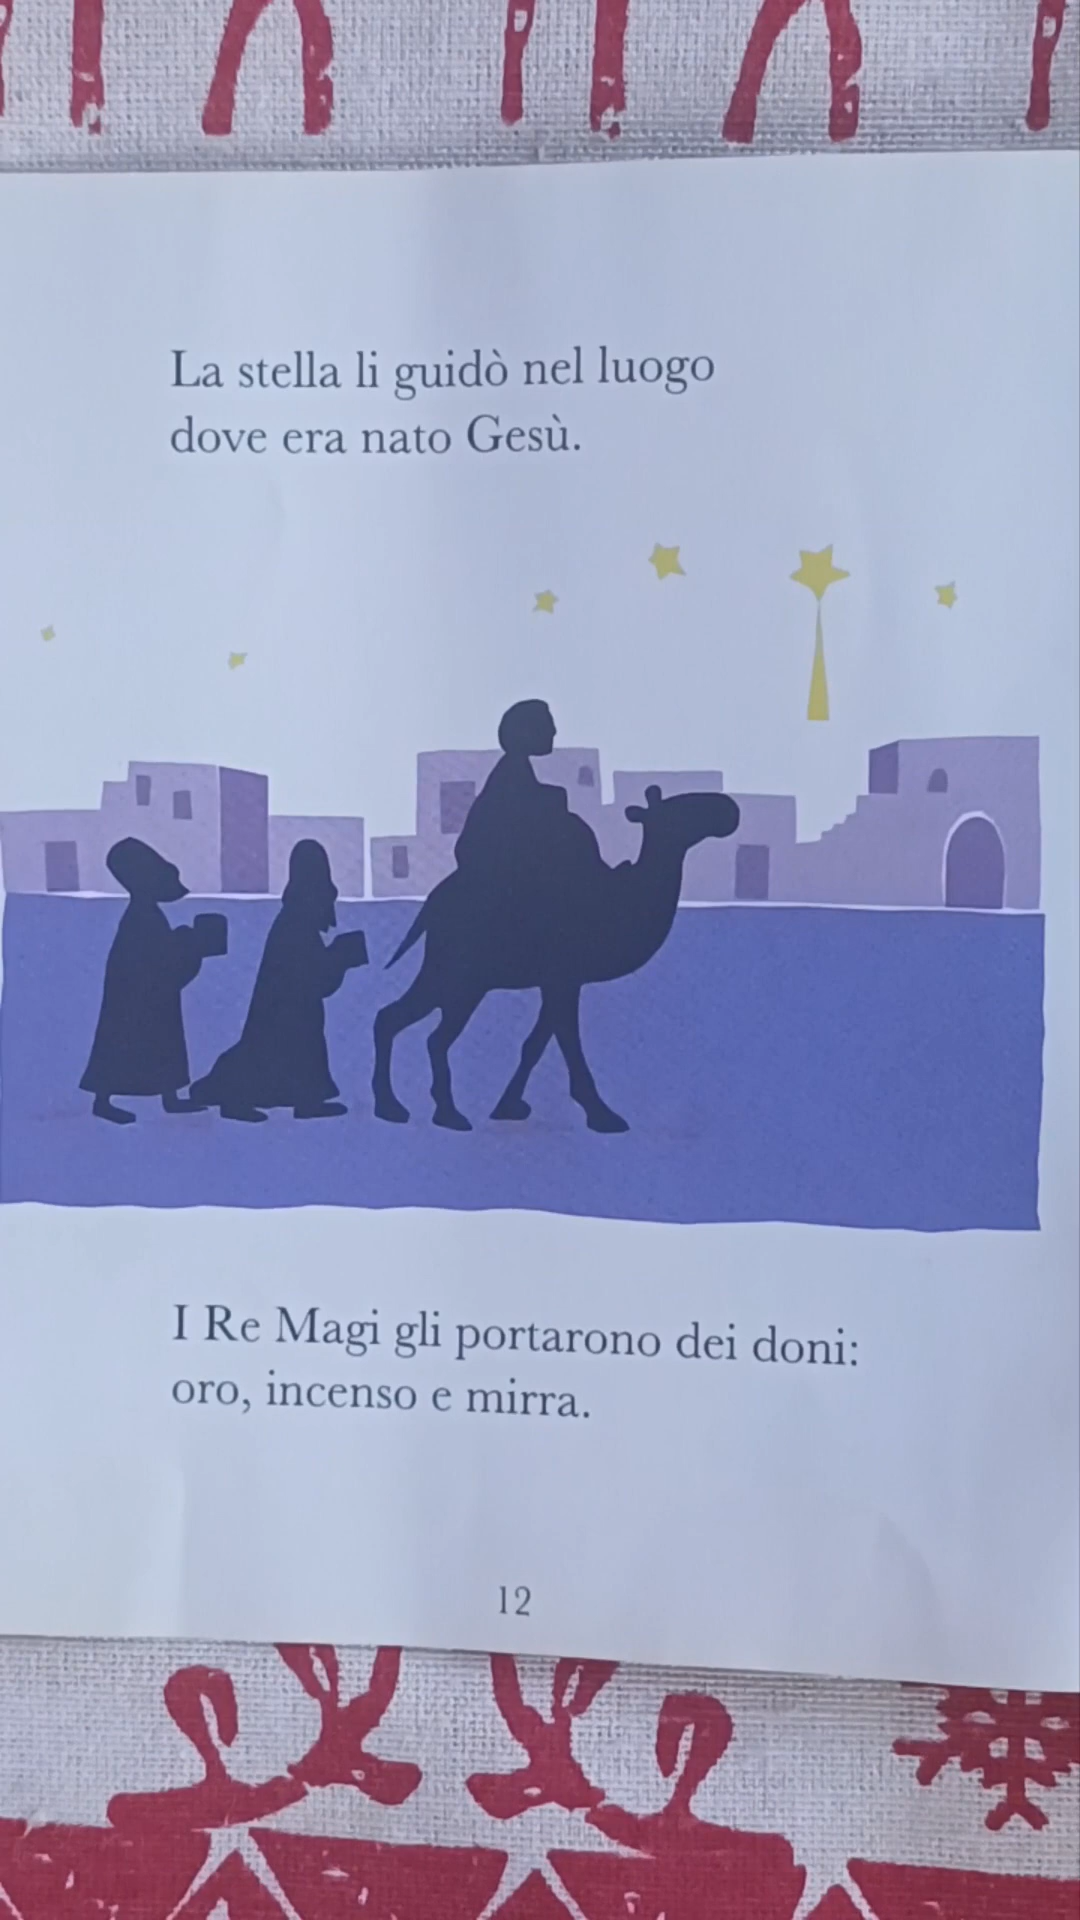 La stella li guidò nel luogo
dove era nato Gesù.
I Re Magi gli portarono dei doni:
oro, incenso e mirra.
12